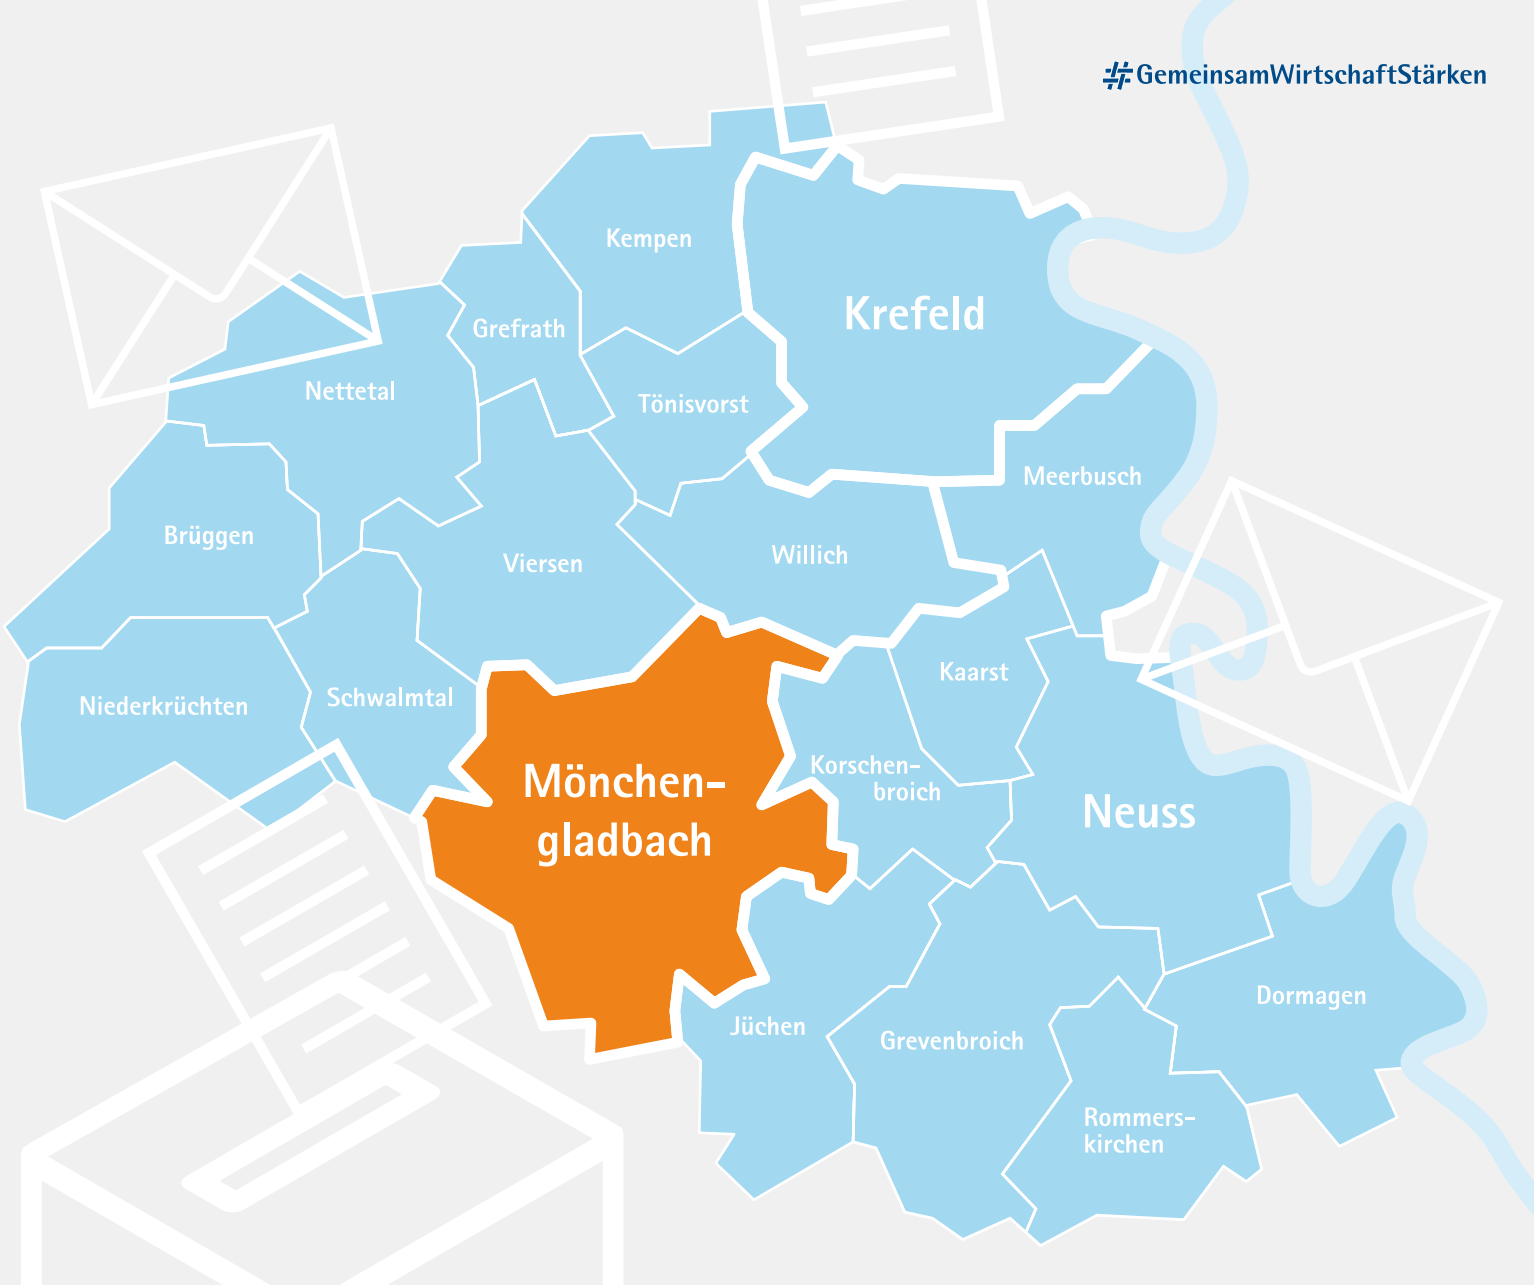 #GemeinsamWirtschaftStärken
Kempen
Krefeld
Grefrath
Nettetal
Tönisvorst
Meerbusch
Brüggen
Viersen
Willich
Kaarst
Schwalmtal
Niederkrüchten
Korschen-
broich
Mönchen-
gladbach
Neuss
Dormagen
Jüchen
Grevenbroich
Rommers-
kirchen